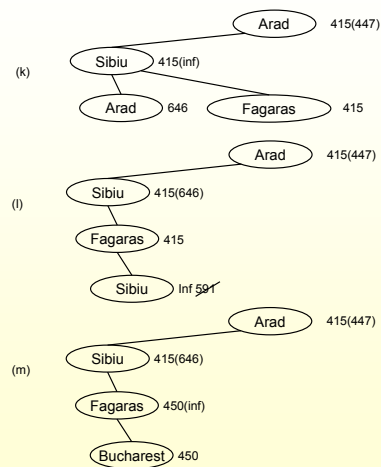 Arad 415(447)
(k) Sibiu 415(inf)
Arad 646 Fagaras 415
Arad 415(447)
(l) Sibiu 415(646)
Fagaras 415
Sibiu Inf 591
Arad 415(447)
(m) Sibiu 415(646)
Fagaras 450(inf)
Bucharest 450